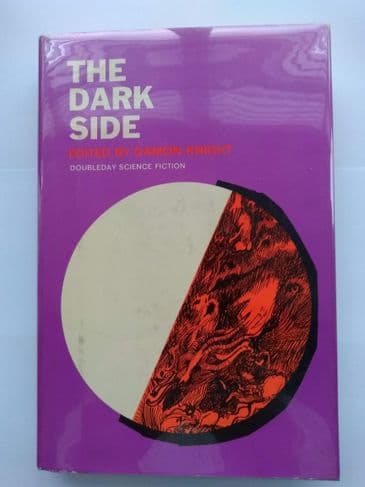 THE
DARK
SIDE
EDITED BY DAMON KNIGHT
DOUBLEDAY SCIENCE FICTION